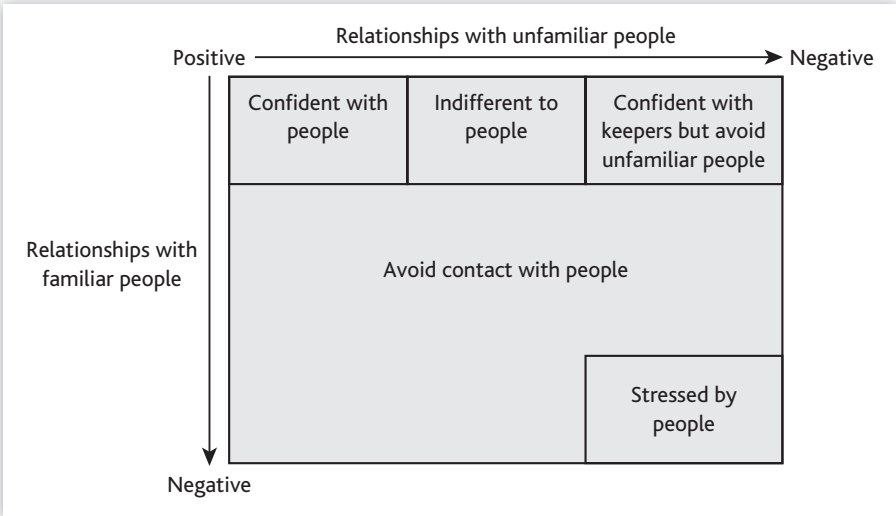 Relationships with unfamiliar people
Positive
Negative
Confident with
people
Indifferent to
people
Confident with
keepers but avoid
unfamiliar people
Relationships with
familiar people
Avoid contact with people
Stressed by
people
Negative